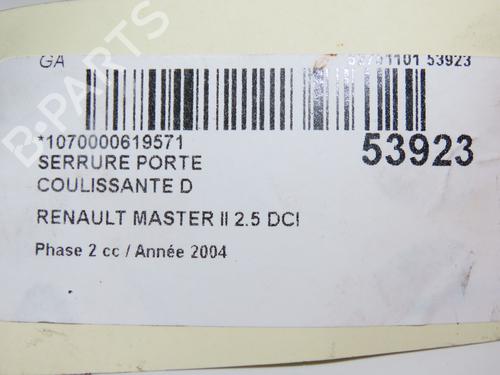 GA
53923
*1070000619571
53923
SERRURE PORTE
COULISSANTE D
RENAULT MASTER II 2.5 DCI
Phase 2 cc / Année 2004
B-PARTS